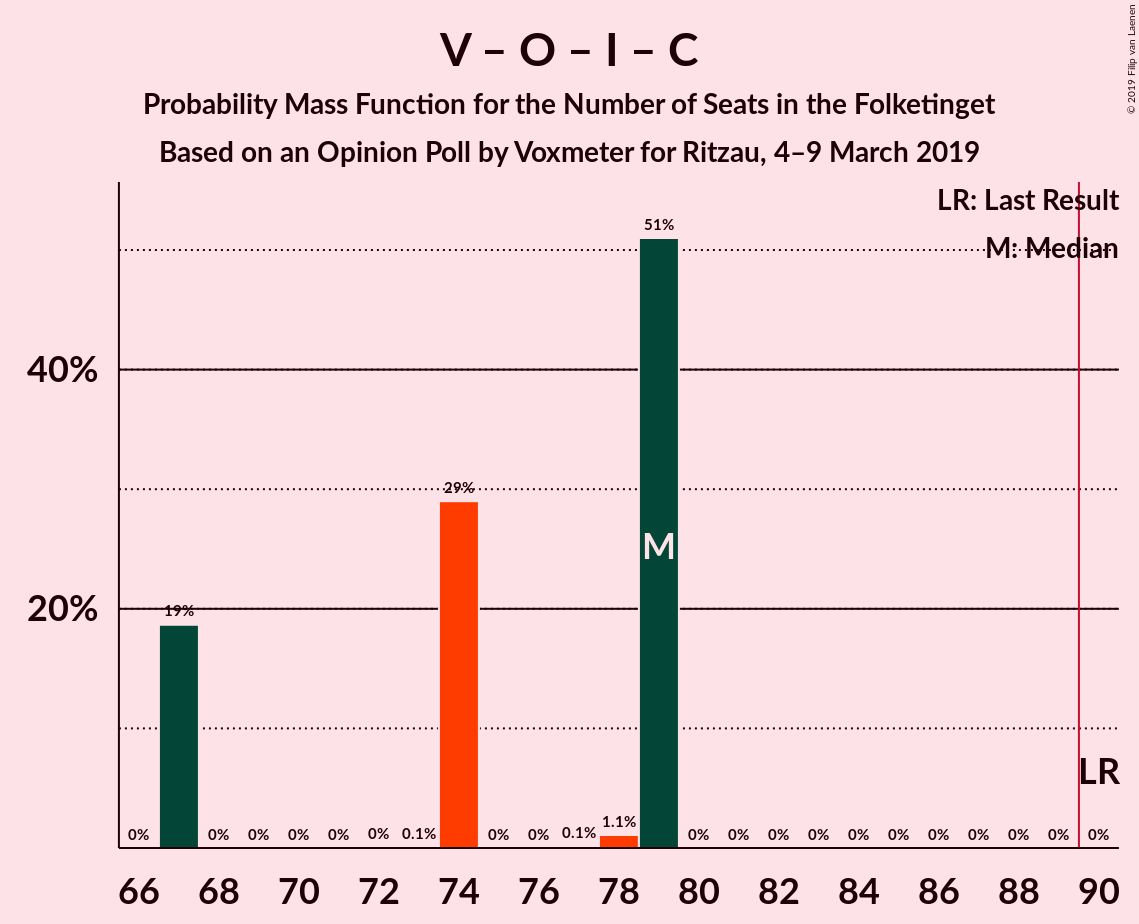 V – O – I – C
Probability Mass Function for the Number of Seats in the Folketinget
Based on an Opinion Poll by Voxmeter for Ritzau, 4–9 March 2019
© 2019 Filip van Laenen
LR: Last Result
M: Median
51%
40%
29%
M
20%
19%
LR
0% 0% 0% 0% 0% 0% 0.1% 0% 0% 0.1% 1.1% 0% 0% 0% 0% 0% 0% 0% 0% 0% 0% 0%
66 68 70 72 74 76 78 80 82 84 86 88 90